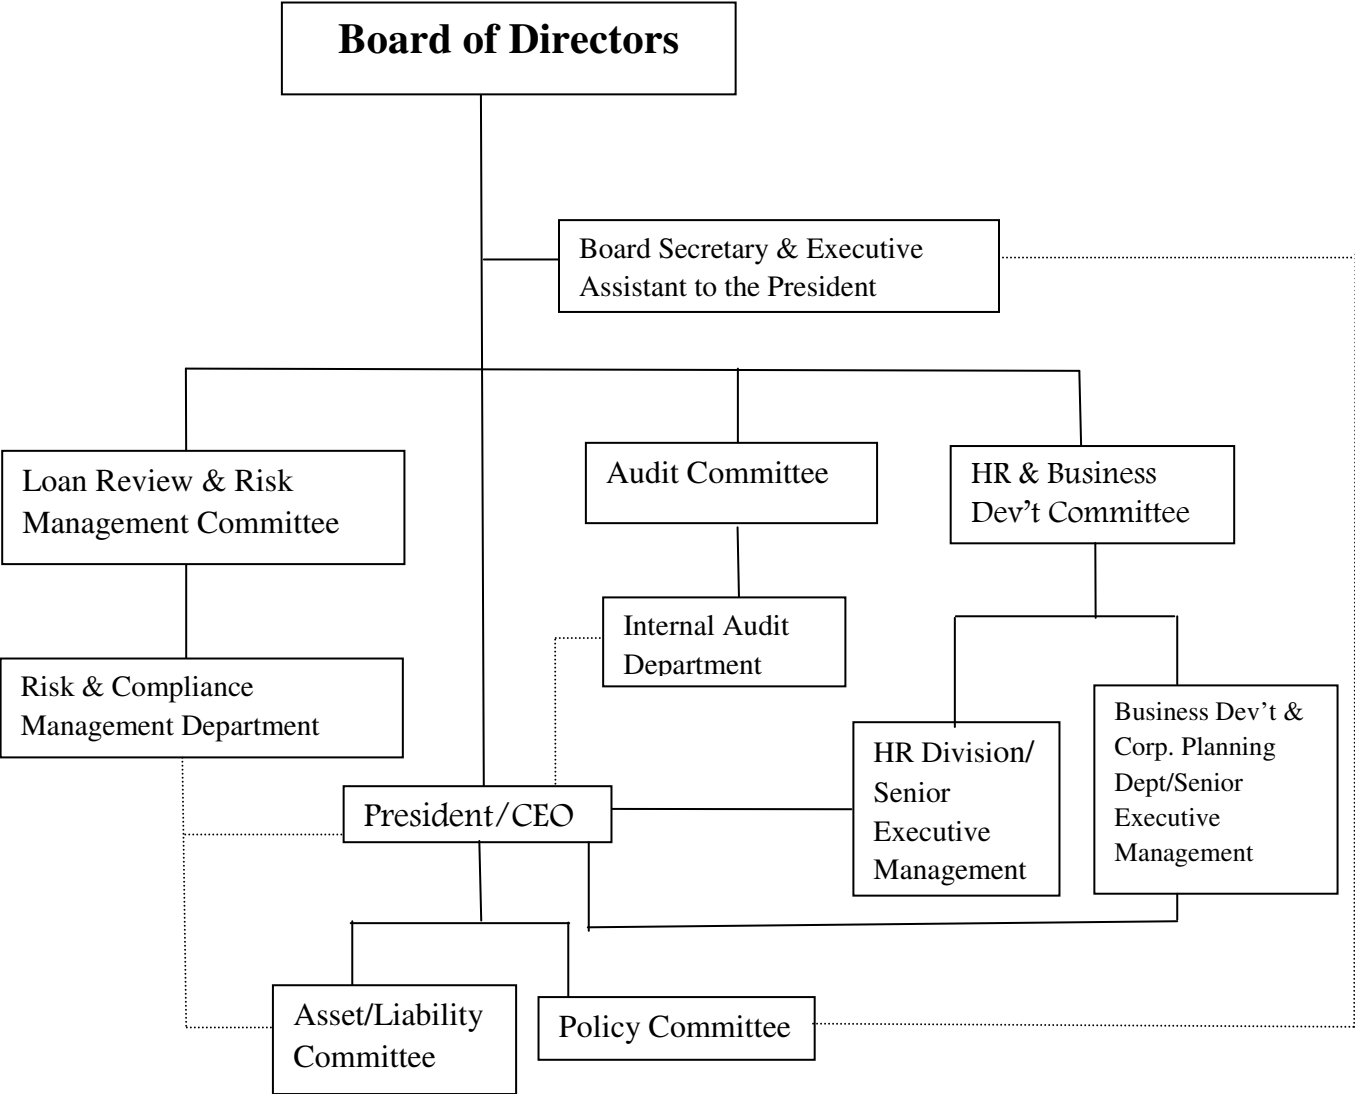 Board of Directors
Board Secretary & Executive
Assistant to the President
Loan Review & Risk
Management Committee
Audit Committee
HR & Business
Dev't Committee
Internal Audit
Department
Risk & Compliance
Management Department
Business Dev't &
Corp. Planning
Dept/Senior
Executive
Management
HR Division/
Senior
Executive
Management
President/CEO
Asset/Liability
Committee
Policy Committee